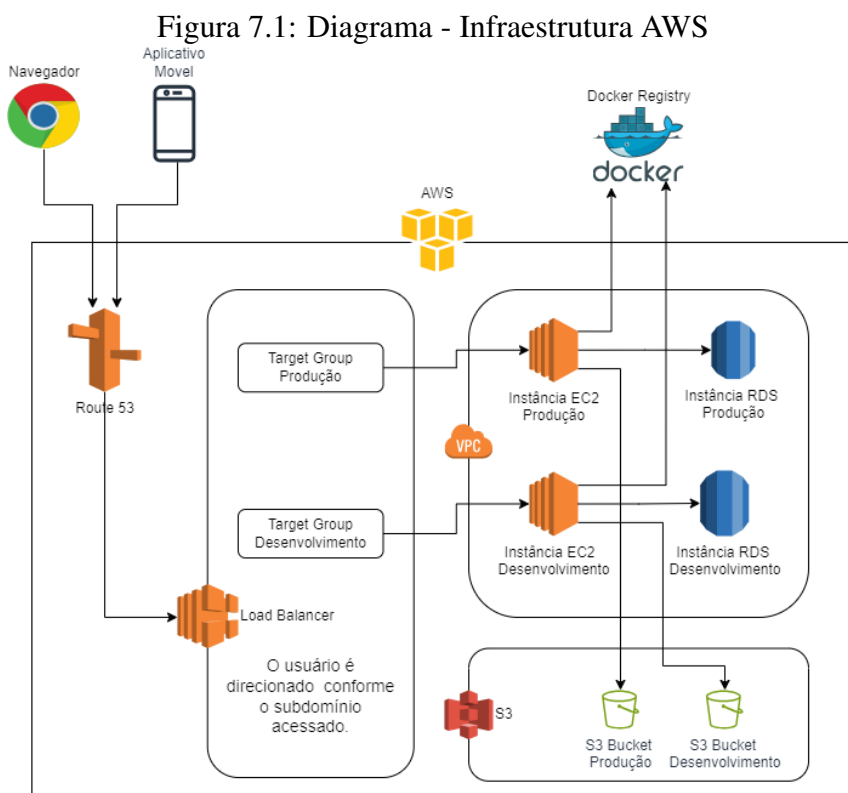 Figura 7.1: Diagrama - Infraestrutura AWS
Navegador
Aplicativo
Movel
Docker Registry
docker
AWS
Route 53
Target Group
Produção
Target Group
Desenvolvimento
Load Balancer
O usuário é
direcionado conforme
o subdomínio
acessado.
VPC
Instância EC2
Produção
Instância RDS
Produção
Instância EC2
Desenvolvimento
Instância RDS
Desenvolvimento
S3
S3 Bucket
Produção
S3 Bucket
Desenvolvimento